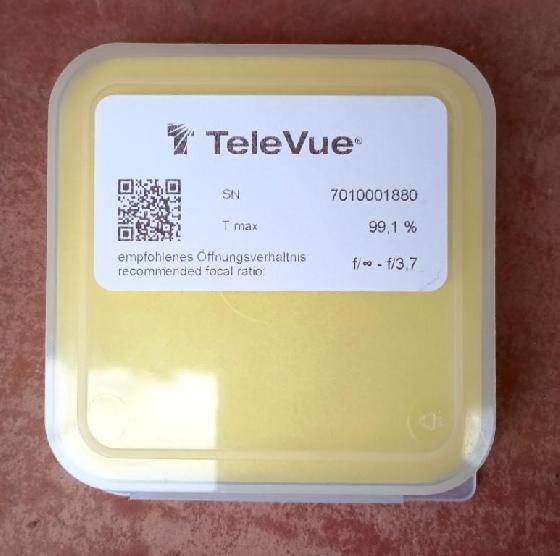 TeleVue®
SN 7010001880
T max 99,1 %
empfohlenes Öffnungsverhältnis
recommended focal ratio: f/∞ - f/3,7